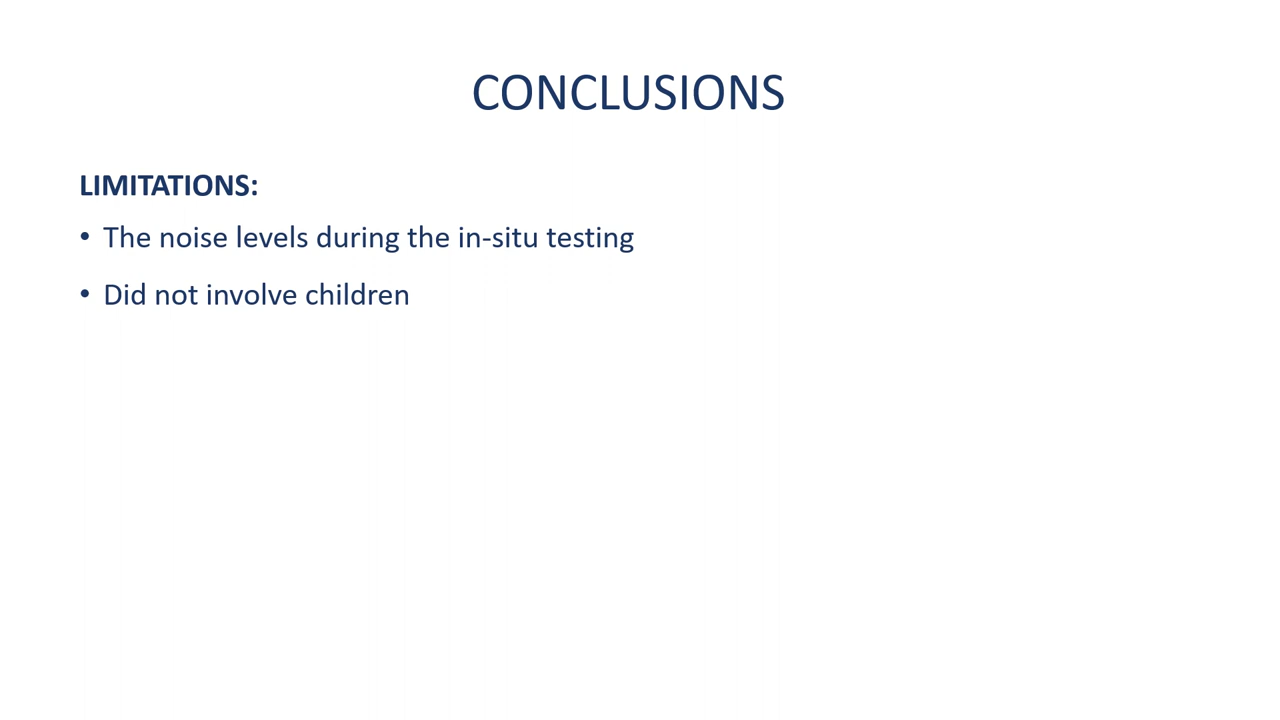 CONCLUSIONS
LIMITATIONS:
• The noise levels during the in-situ testing
• Did not involve children